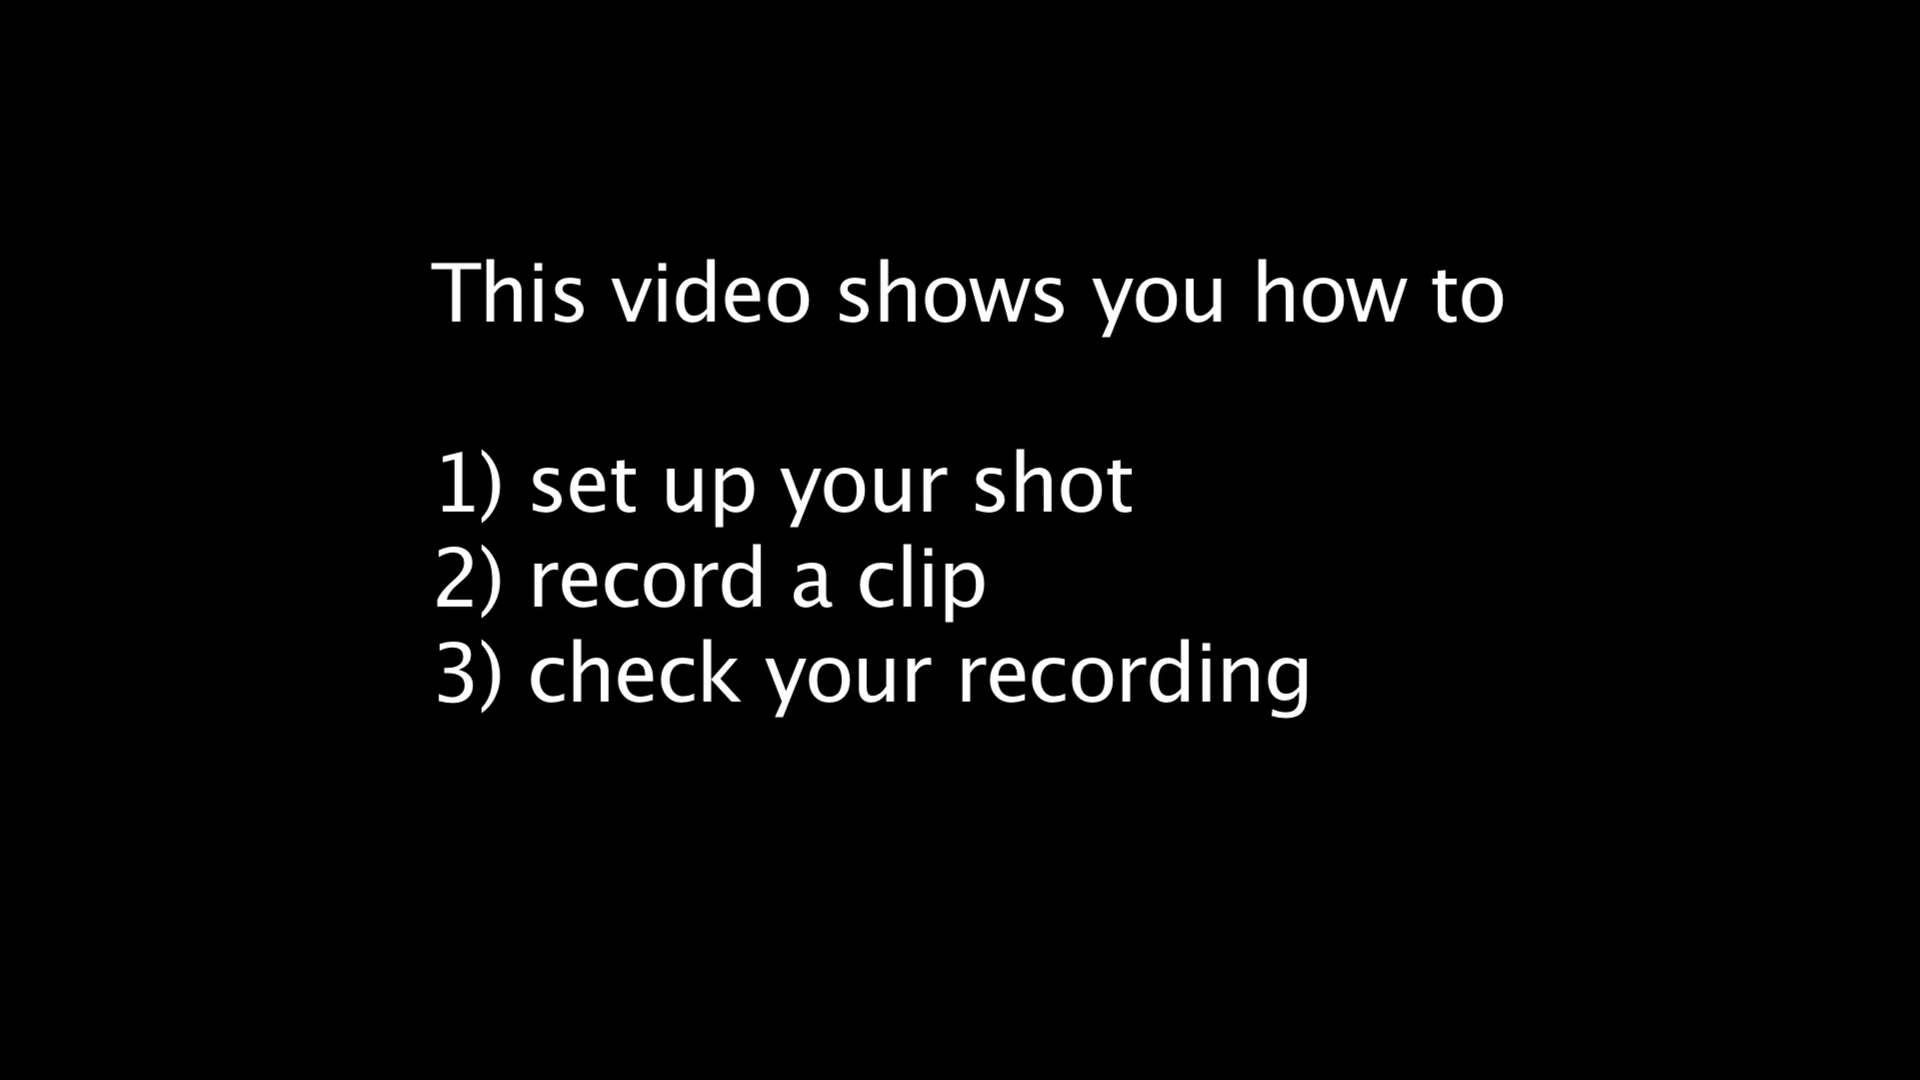 This video shows you how to
1) set up your shot
2) record a clip
3) check your recording